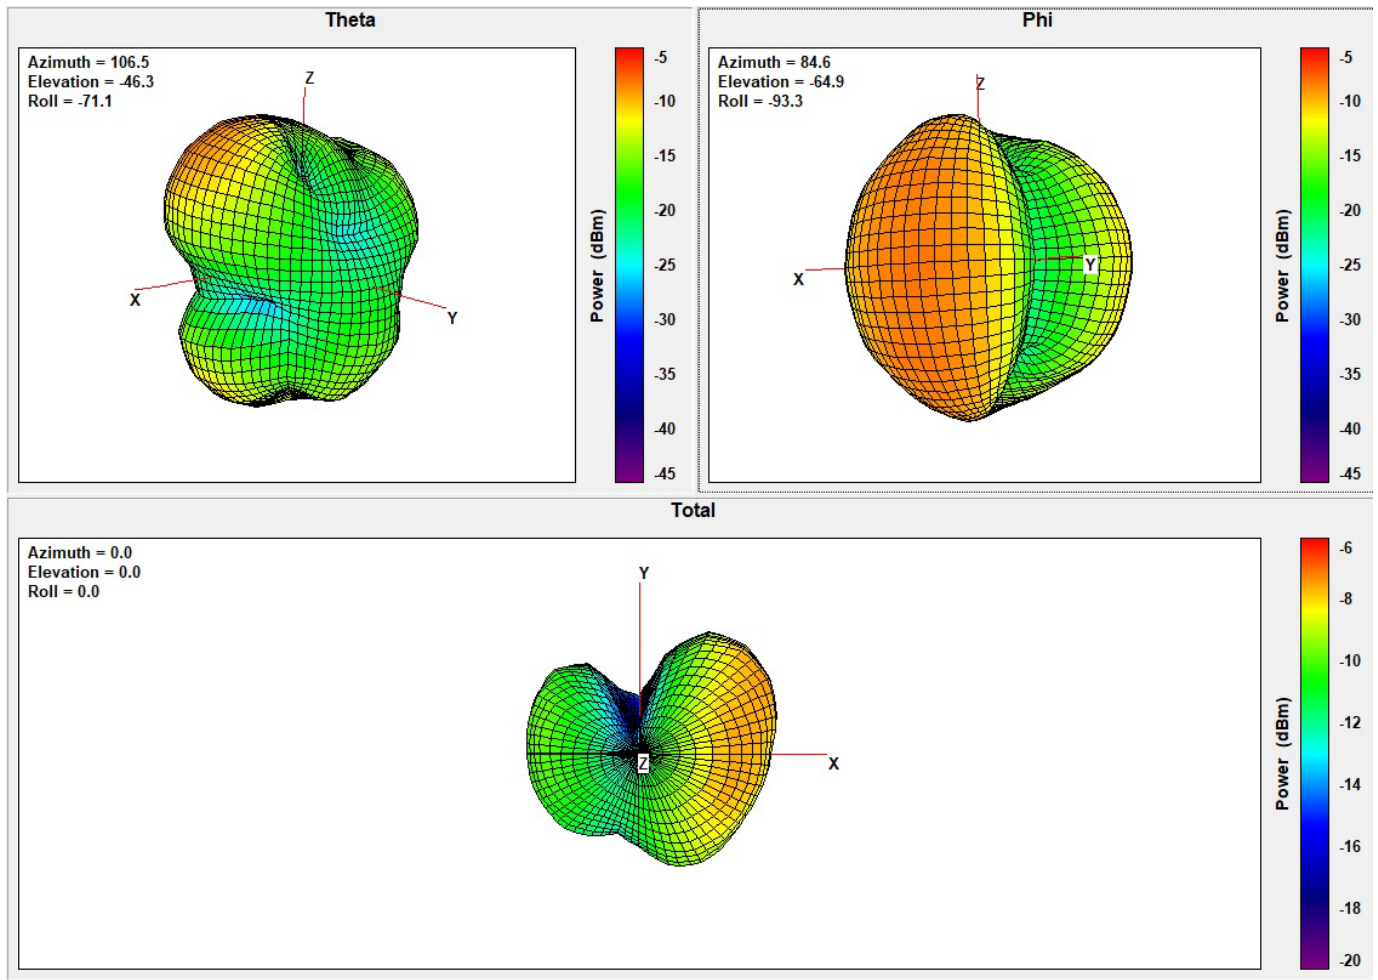 Theta
Azimuth = 106.5
Elevation = -46.3
Roll = -71.1
Z
X
Y
-5
-10
-15
-20
-25
-30
-35
-40
-45
Power (dBm)
Phi
Azimuth = 84.6
Elevation = -64.9
Roll = -93.3
Z
X
Y
-5
-10
-15
-20
-25
-30
-35
-40
-45
Power (dBm)
Total
Azimuth = 0.0
Elevation = 0.0
Roll = 0.0
Y
Z
X
-6
-8
-10
-12
-14
-16
-18
-20
Power (dBm)